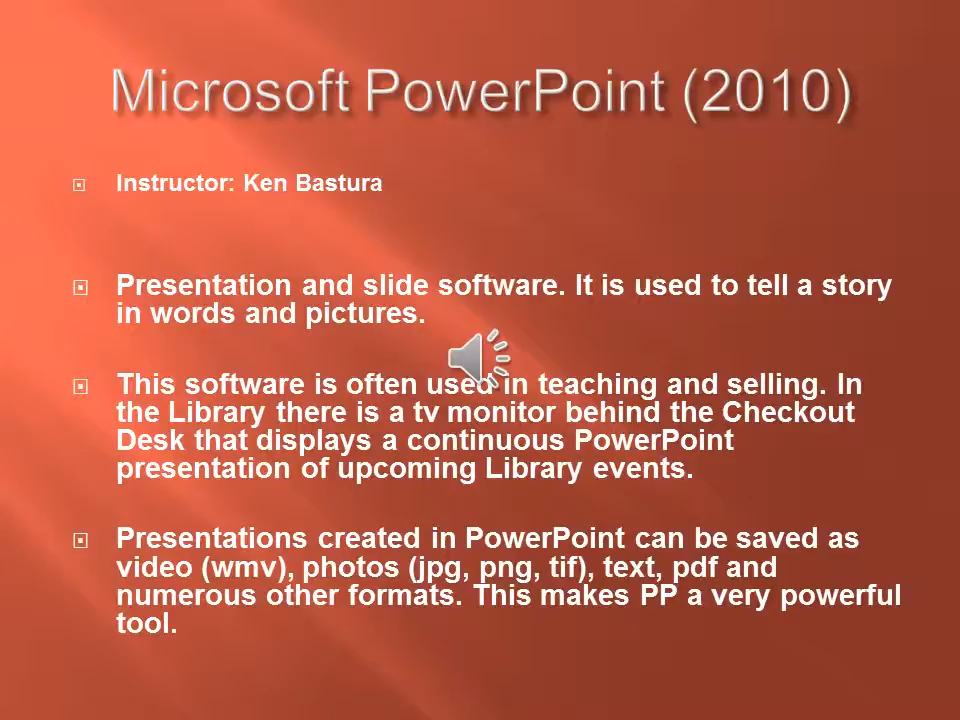 Microsoft PowerPoint (2010)
Instructor: Ken Bastura
Presentation and slide software. It is used to tell a story
in words and pictures.
This software is often used in teaching and selling. In
the Library there is a tv monitor behind the Checkout
Desk that displays a continuous PowerPoint
presentation of upcoming Library events.
Presentations created in PowerPoint can be saved as
video (wmv), photos (jpg, png, tif), text, pdf and
numerous other formats. This makes PP a very powerful
tool.